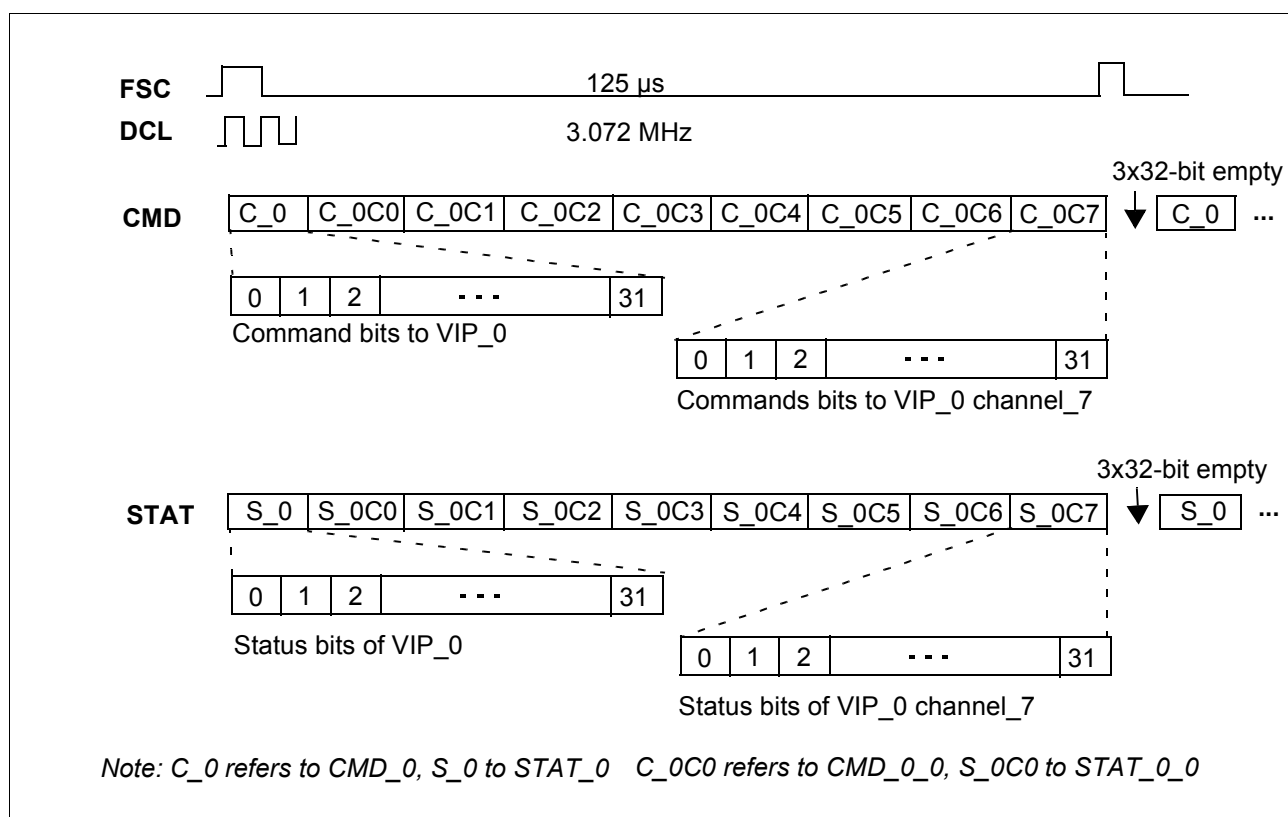 FSC 125 µs
DCL 3.072 MHz
3x32-bit empty
CMD C_0 C_0C0 C_0C1 C_0C2 C_0C3 C_0C4 C_0C5 C_0C6 C_0C7 C_0 ...
0 1 2 - - - 31
Command bits to VIP_0
0 1 2 - - - 31
Commands bits to VIP_0 channel_7
3x32-bit empty
STAT S_0 S_0C0 S_0C1 S_0C2 S_0C3 S_0C4 S_0C5 S_0C6 S_0C7 S_0 ...
0 1 2 - - - 31
Status bits of VIP_0
0 1 2 - - - 31
Status bits of VIP_0 channel_7
Note: C_0 refers to CMD_0, S_0 to STAT_0 C_0C0 refers to CMD_0_0, S_0C0 to STAT_0_0